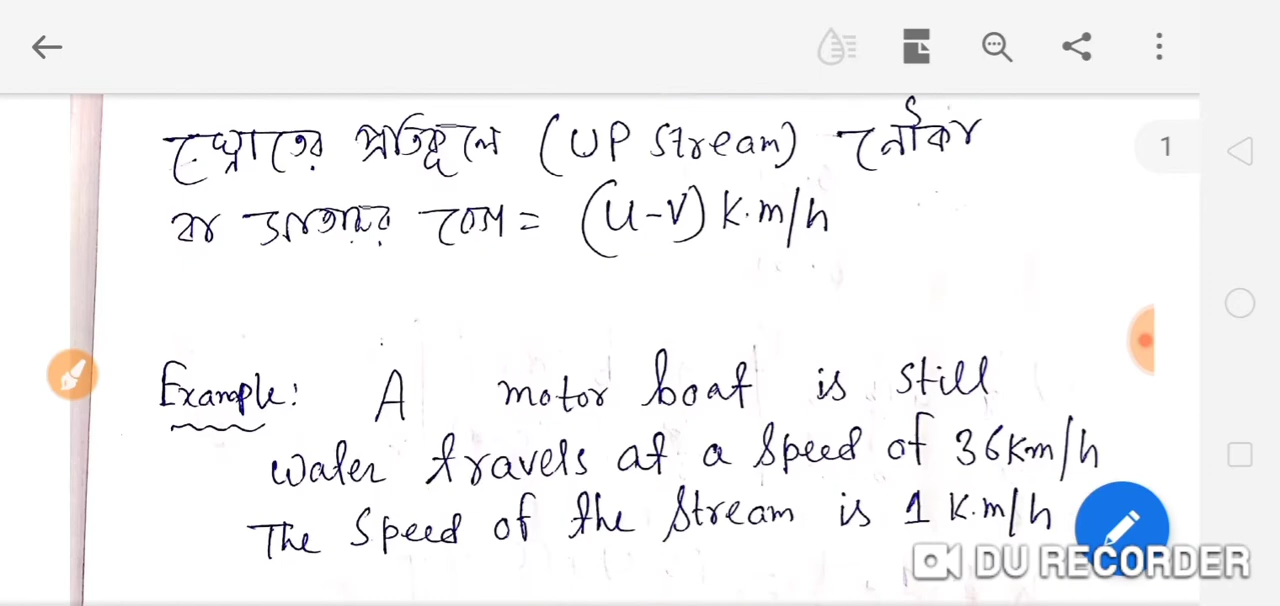 1
স্রোতের প্রতিকূলে (UP Stream) নৌকা
বা জাহাজের বেগ = (U-V) K.m/h
Example: A motor boat is still
water travels at a speed of 36Km/h
The Speed of the Stream is 1 K.m/h
DU RECORDER